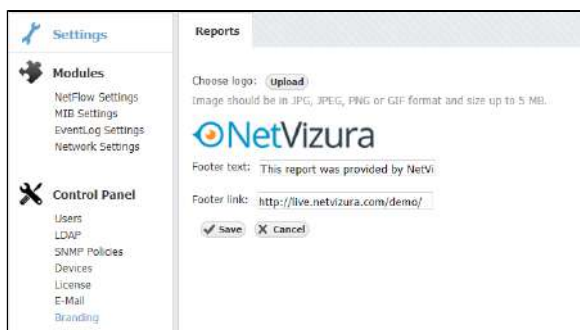 Settings
Modules
NetFlow Settings
MIB Settings
EventLog Settings
Network Settings
Control Panel
Users
LDAP
SNMP Policies
Devices
License
E-Mail
Branding
Reports
Choose logo: Upload
Image should be in JPG, JPEG, PNG or GIF format and size up to 5 MB.
NetVizura
Footer text: This report was provided by NetVi
Footer link: http://live.netvizura.com/demo/
Save Cancel